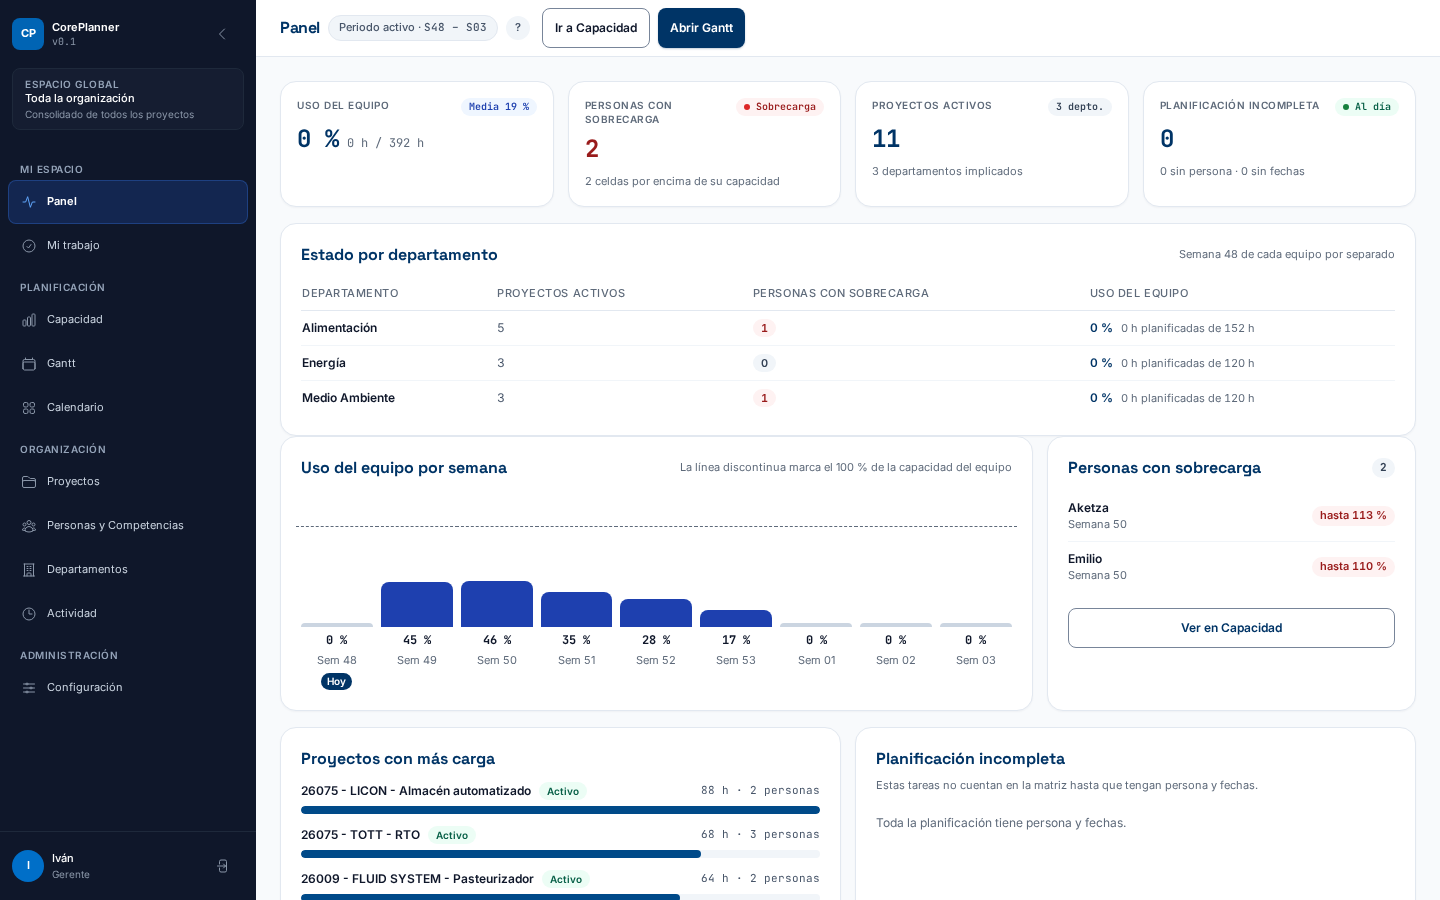 CP
CorePlanner
v0.1
ESPACIO GLOBAL
Toda la organización
Consolidado de todos los proyectos
MI ESPACIO
Panel
Mi trabajo
PLANIFICACIÓN
Capacidad
Gantt
Calendario
ORGANIZACIÓN
Proyectos
Personas y Competencias
Departamentos
Actividad
ADMINISTRACIÓN
Configuración
I
Iván
Gerente
Panel
Periodo activo · S48 – S03
?
Ir a Capacidad
Abrir Gantt
USO DEL EQUIPO
Media 19 %
0 % 0 h / 392 h
PERSONAS CON
SOBRECARGA
Sobrecarga
2
2 celdas por encima de su capacidad
PROYECTOS ACTIVOS
3 depto.
11
3 departamentos implicados
PLANIFICACIÓN INCOMPLETA
Al día
0
0 sin persona · 0 sin fechas
Estado por departamento
Semana 48 de cada equipo por separado
DEPARTAMENTO PROYECTOS ACTIVOS PERSONAS CON SOBRECARGA USO DEL EQUIPO
Alimentación 5 1 0 % 0 h planificadas de 152 h
Energía 3 0 0 % 0 h planificadas de 120 h
Medio Ambiente 3 1 0 % 0 h planificadas de 120 h
Uso del equipo por semana
La línea discontinua marca el 100 % de la capacidad del equipo
0 % 45 % 46 % 35 % 28 % 17 % 0 % 0 % 0 %
Sem 48 Sem 49 Sem 50 Sem 51 Sem 52 Sem 53 Sem 01 Sem 02 Sem 03
Hoy
Personas con sobrecarga
2
Aketza
Semana 50
hasta 113 %
Emilio
Semana 50
hasta 110 %
Ver en Capacidad
Proyectos con más carga
26075 - LICON - Almacén automatizado Activo 88 h · 2 personas
26075 - TOTT - RTO Activo 68 h · 3 personas
26009 - FLUID SYSTEM - Pasteurizador Activo 64 h · 2 personas
Planificación incompleta
Estas tareas no cuentan en la matriz hasta que tengan persona y fechas.
Toda la planificación tiene persona y fechas.